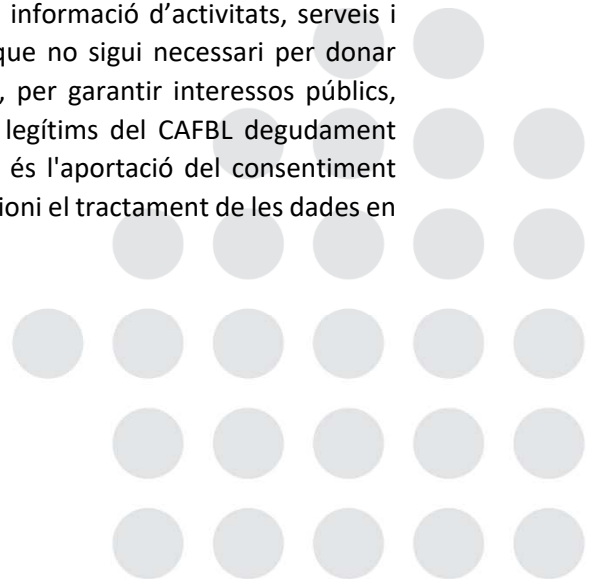 informació d’activitats, serveis i
que no sigui necessari per donar
, per garantir interessos públics,
legítims del CAFBL degudament
és l'aportació del consentiment
ioni el tractament de les dades en